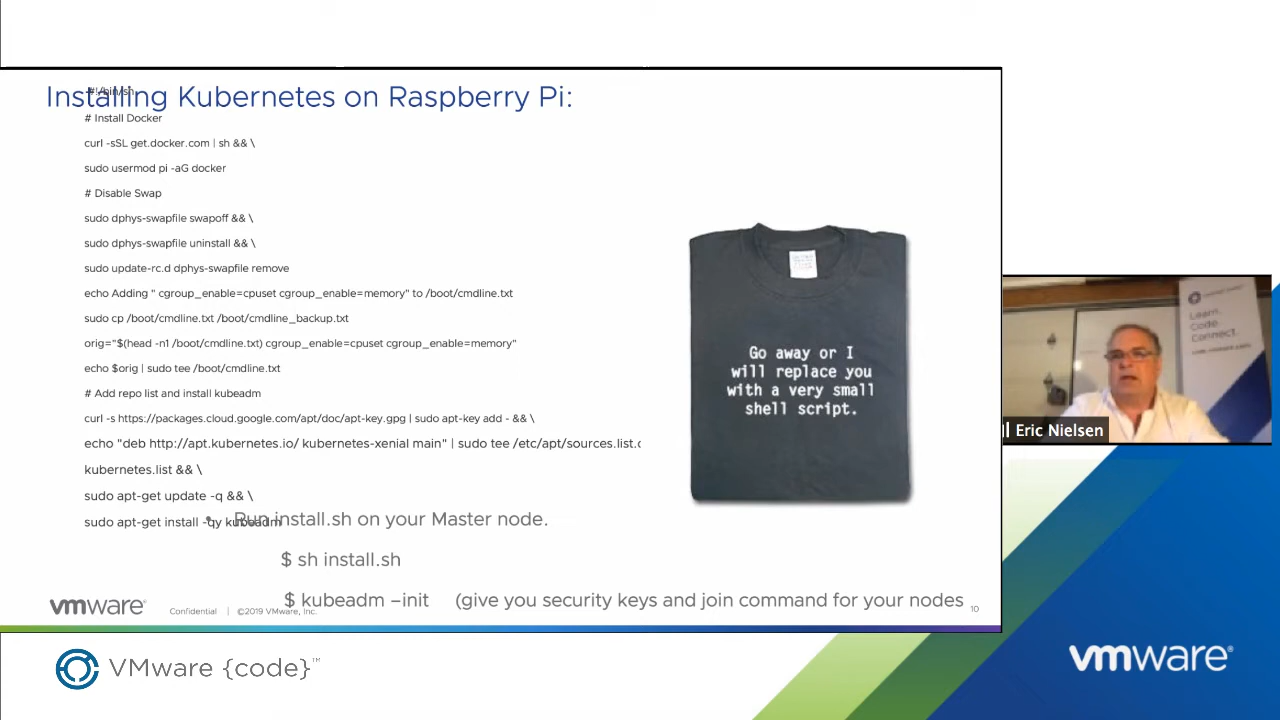 Installing Kubernetes on Raspberry Pi:
#!/bin/sh
# Install Docker
curl -sSL get.docker.com | sh && \
sudo usermod pi -aG docker
# Disable Swap
sudo dphys-swapfile swapoff && \
sudo dphys-swapfile uninstall && \
sudo update-rc.d dphys-swapfile remove
echo Adding " cgroup_enable=cpuset cgroup_enable=memory" to /boot/cmdline.txt
sudo cp /boot/cmdline.txt /boot/cmdline_backup.txt
orig="$(head -n1 /boot/cmdline.txt) cgroup_enable=cpuset cgroup_enable=memory"
echo $orig | sudo tee /boot/cmdline.txt
# Add repo list and install kubeadm
curl -s https://packages.cloud.google.com/apt/doc/apt-key.gpg | sudo apt-key add - && \
echo "deb http://apt.kubernetes.io/ kubernetes-xenial main" | sudo tee /etc/apt/sources.list.
kubernetes.list && \
sudo apt-get update -q && \
sudo apt-get install -qy kubeadm
• Run install.sh on your Master node.
$ sh install.sh
$ kubeadm –init (give you security keys and join command for your nodes
vmware®
Confidential | ©2019 VMware, Inc.
10
Go away or I
will replace you
with a very small
shell script.
Learn.
Code.
Connect.
Eric Nielsen
VMware {code}™
vmware®